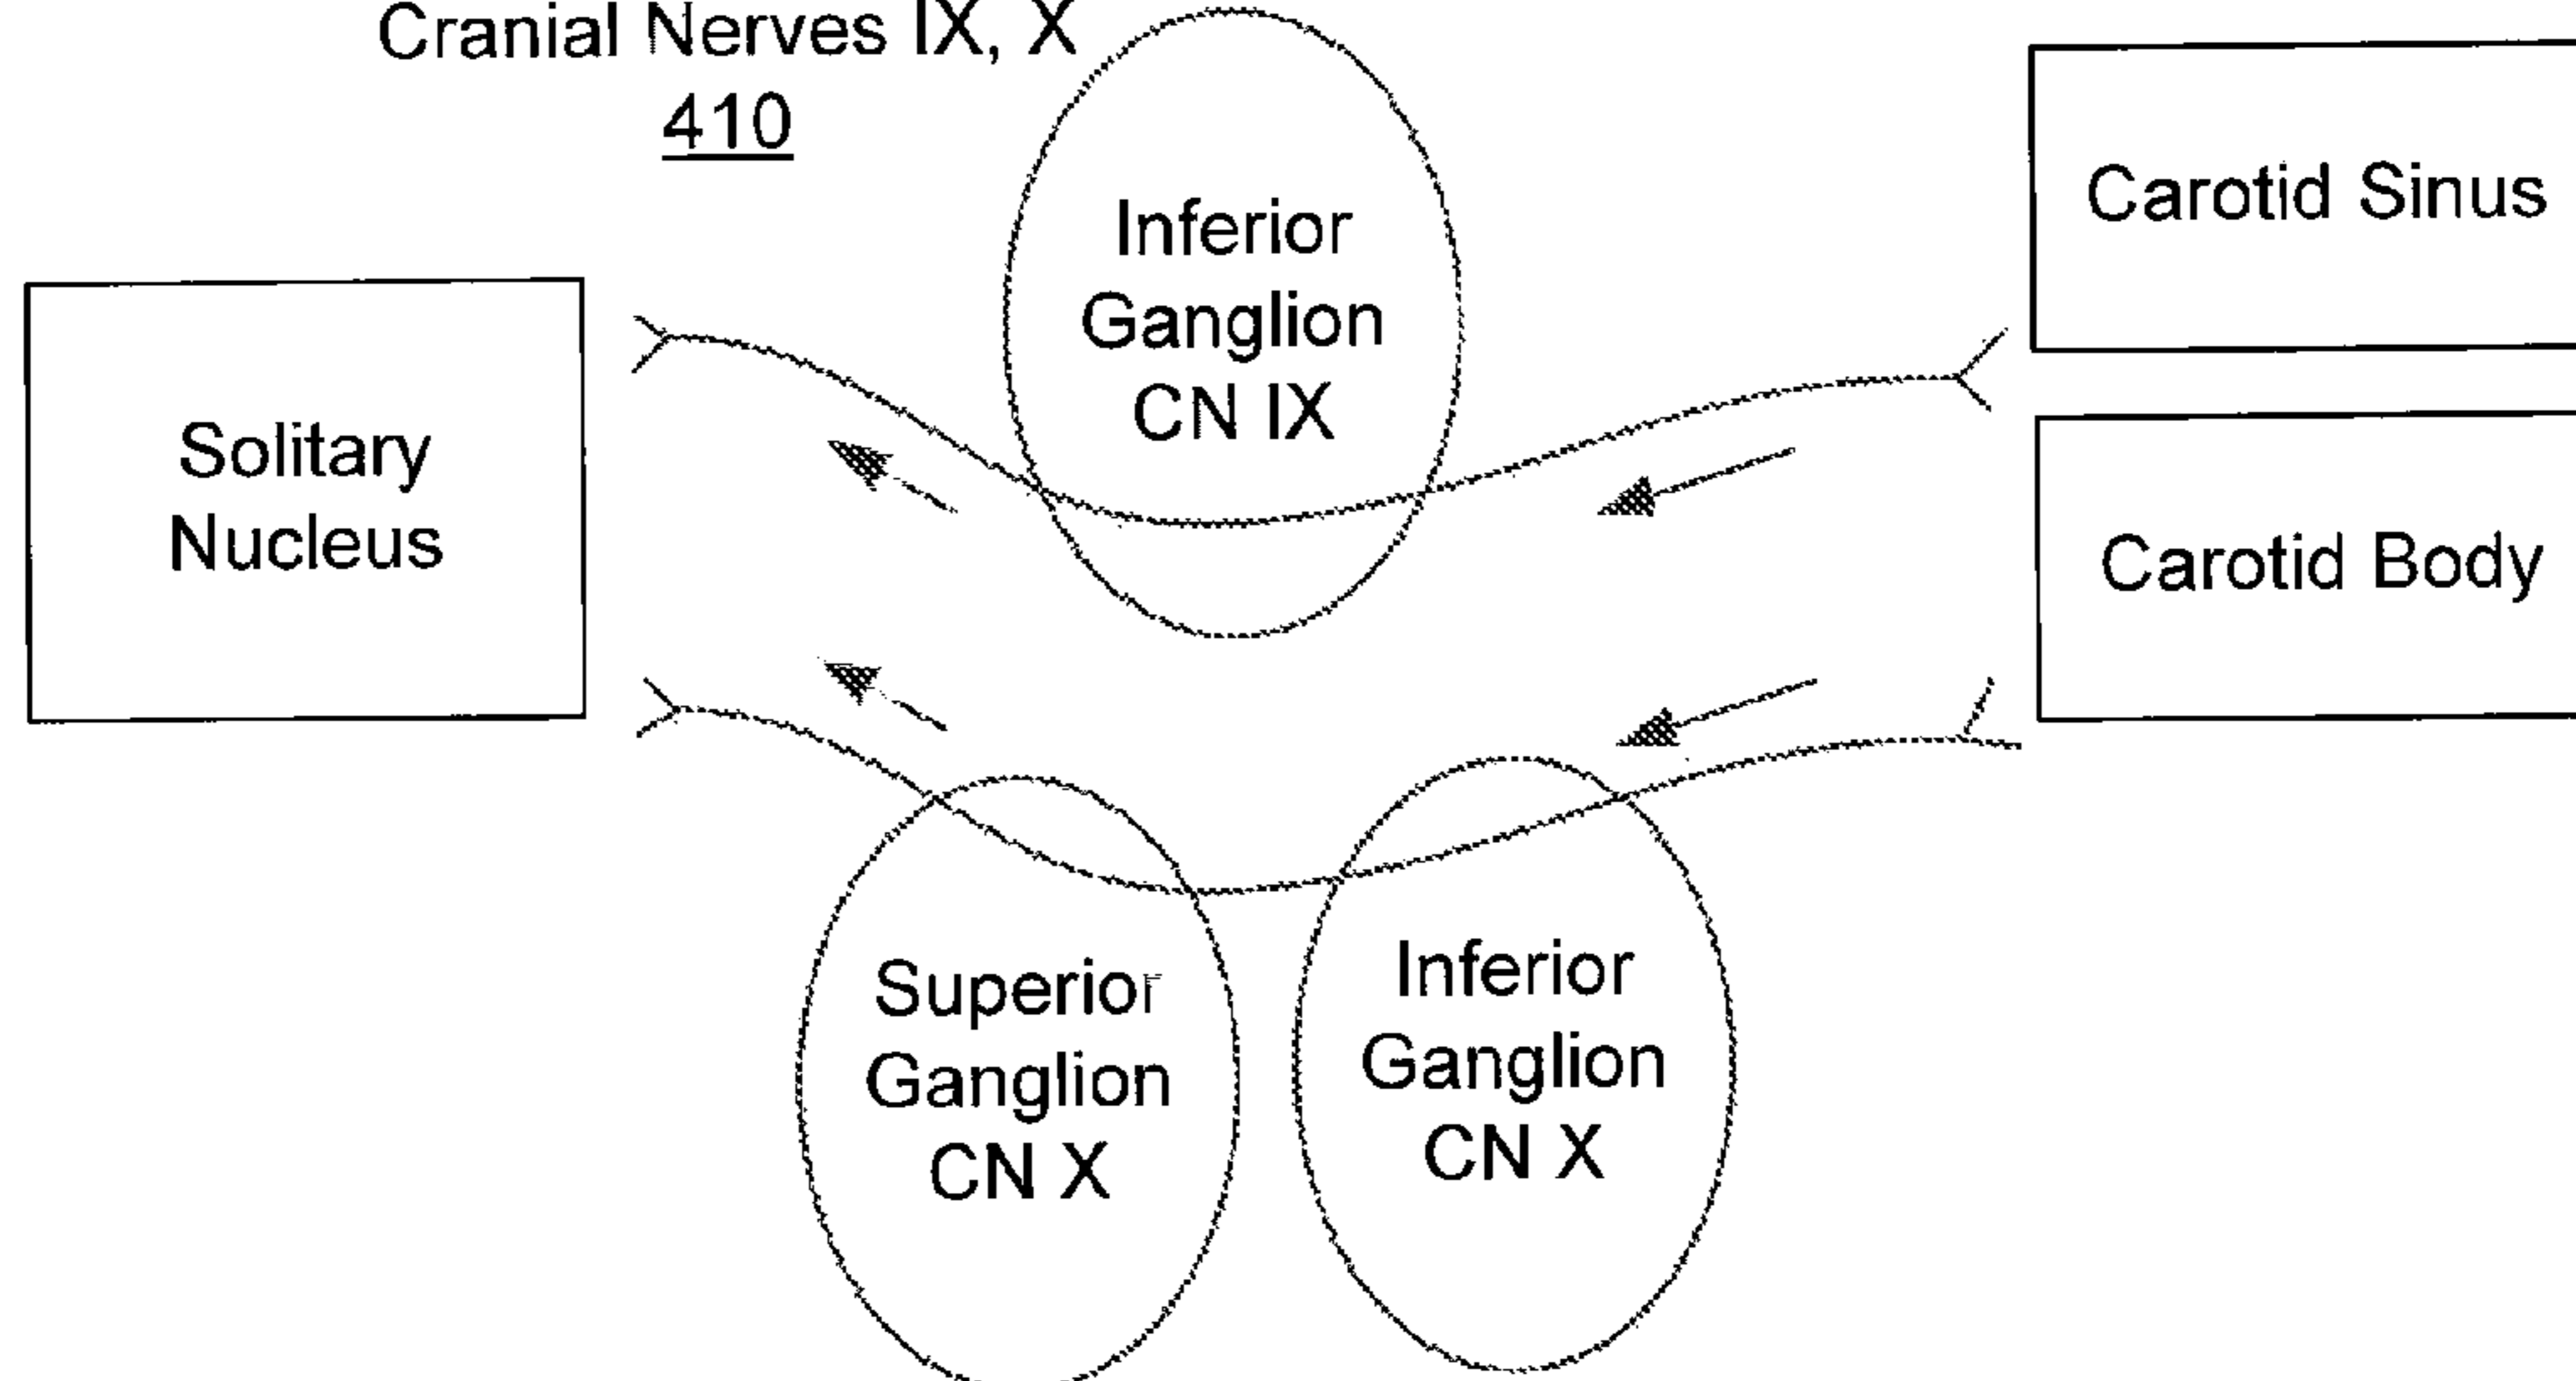 Cranial Nerves IX, X
410
Inferior
Ganglion
CN IX
Carotid Sinus
Solitary
Nucleus
Carotid Body
Superior
Ganglion
CN X
Inferior
Ganglion
CN X